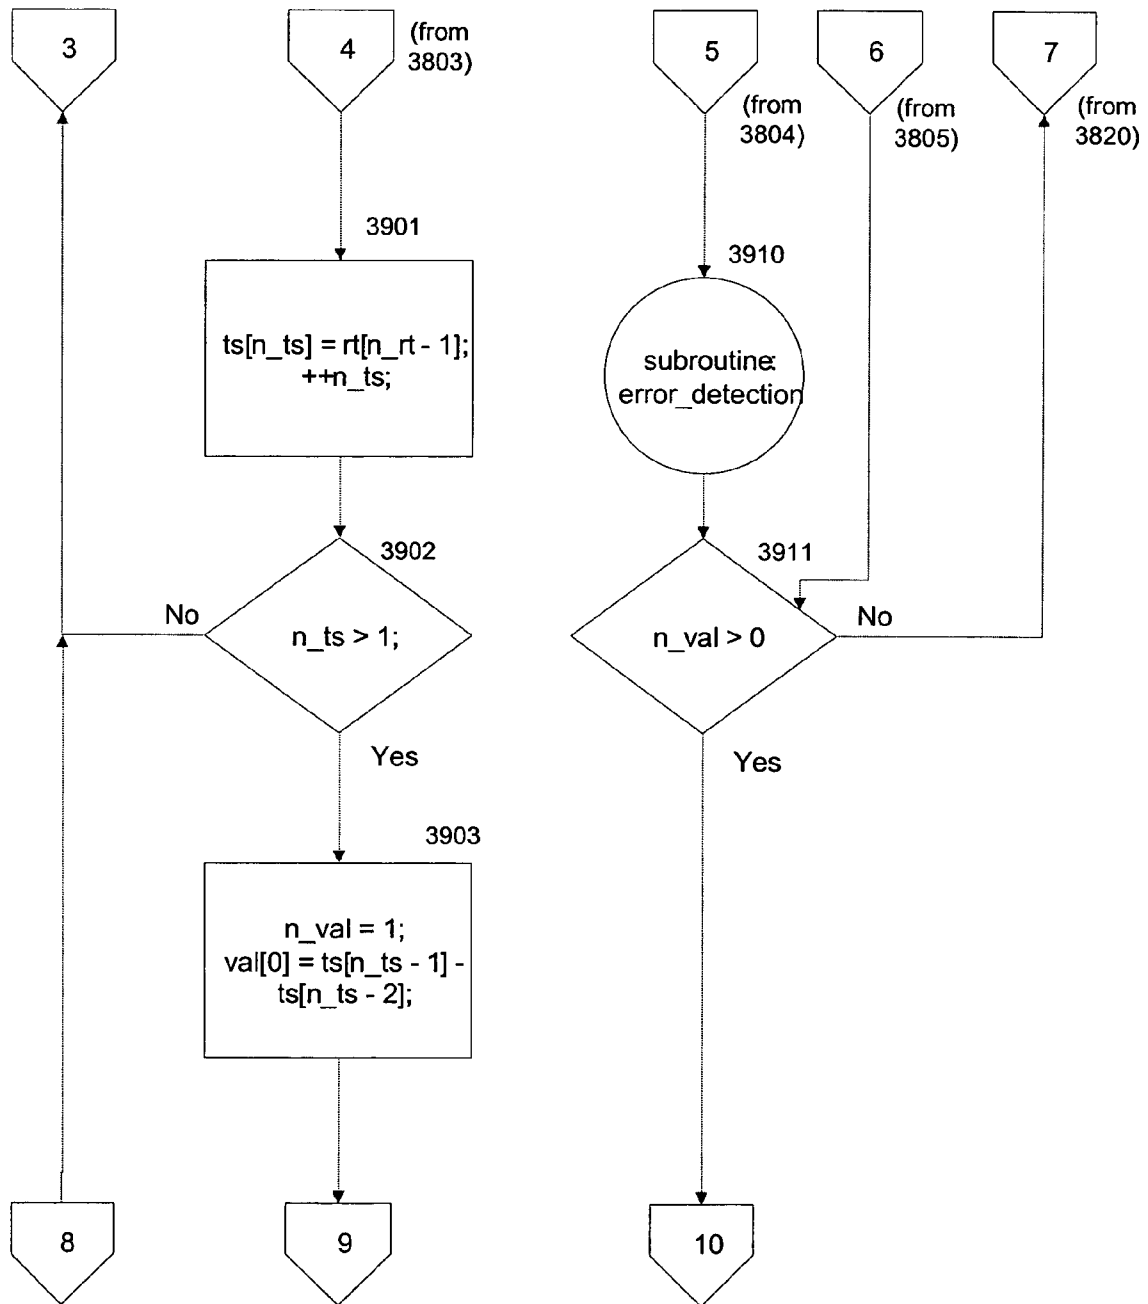 3
4
(from
3803)
5
(from
3804)
6
(from
3805)
7
(from
3820)
3901
ts[n_ts] = rt[n_rt - 1];
++n_ts;
3910
subroutine:
error_detection
3902
n_ts > 1;
No
Yes
3911
n_val > 0
No
Yes
3903
n_val = 1;
val[0] = ts[n_ts - 1] -
ts[n_ts - 2];
8
9
10